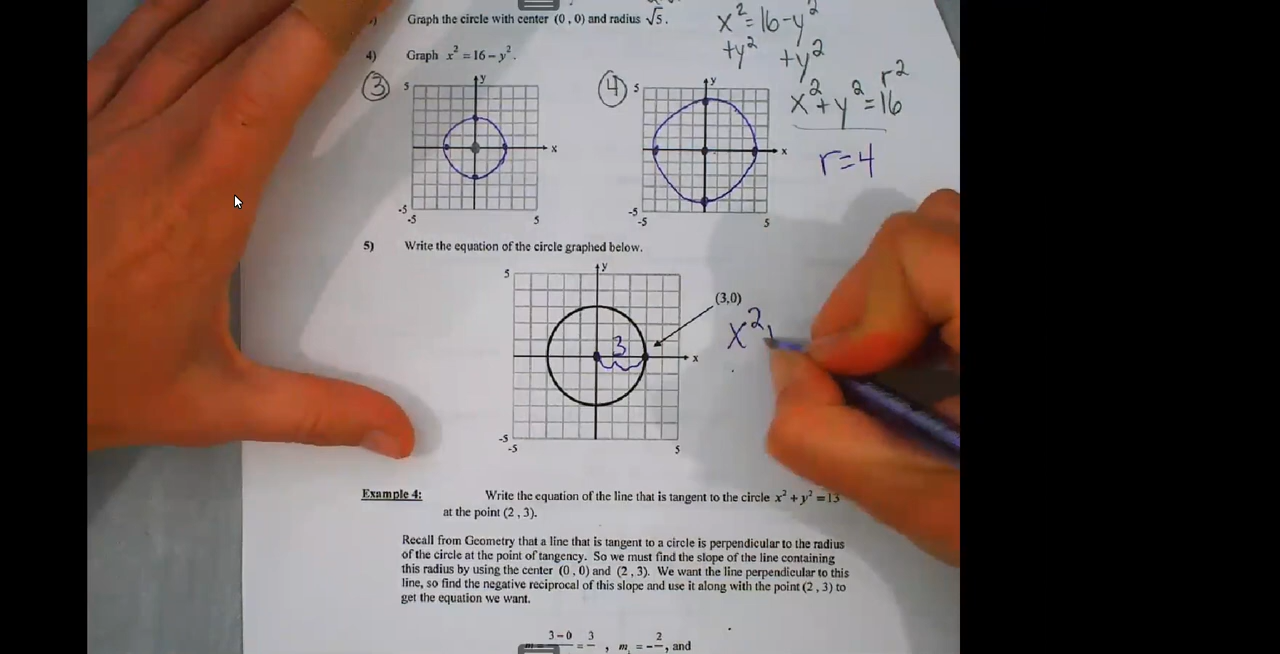 Graph the circle with center (0 , 0) and radius √5.
x² = 16 - y²
+y² +y²
4) Graph x² = 16 – y².
r²
x² + y² = 16
r = 4
③
5 y
x
-5
-5 5
④
5 y
x
-5
-5 5
5) Write the equation of the circle graphed below.
5 y
(3,0)
x²
3
x
-5
-5 5
Example 4: Write the equation of the line that is tangent to the circle x² + y² = 13
at the point (2 , 3).
Recall from Geometry that a line that is tangent to a circle is perpendicular to the radius
of the circle at the point of tangency. So we must find the slope of the line containing
this radius by using the center (0 , 0) and (2 , 3). We want the line perpendicular to this
line, so find the negative reciprocal of this slope and use it along with the point (2 , 3) to
get the equation we want.
3 – 0 3 2
= , m = – , and